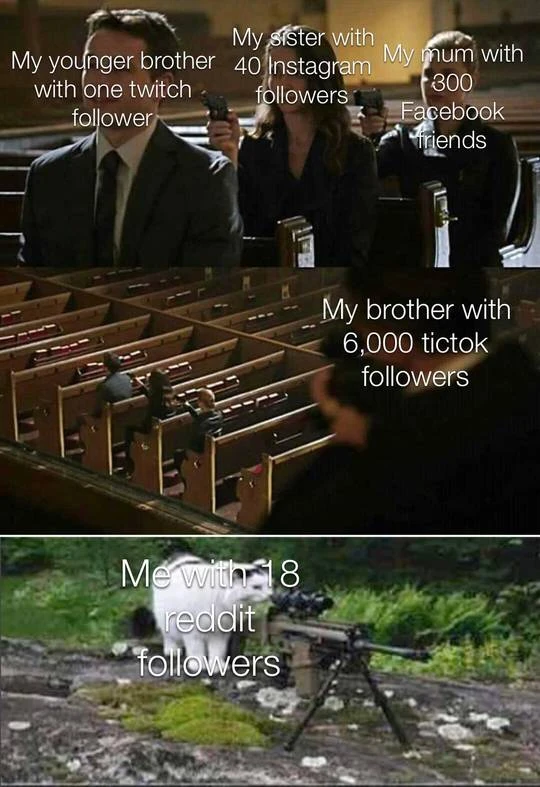 My younger brother
with one twitch
follower
My sister with
40 Instagram
followers
My mum with
300
Facebook
friends
My brother with
6,000 tictok
followers
Me with 18
reddit
followers